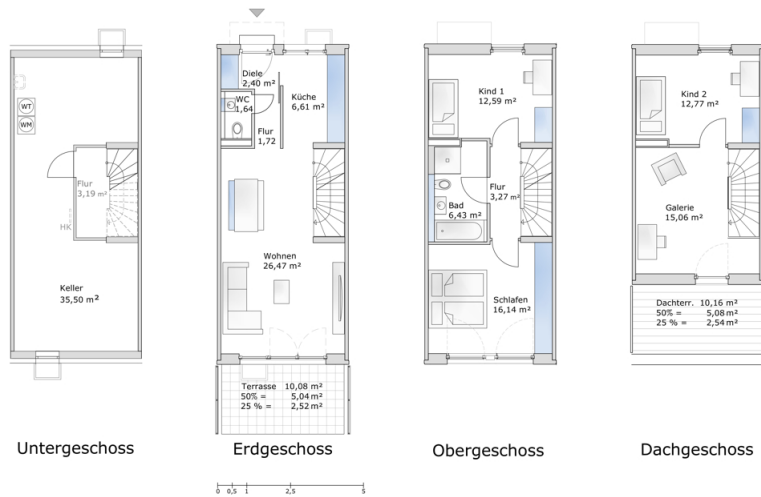 WT
WM
Flur
3,19 m²
HK
Keller
35,50 m²
Untergeschoss
Diele
2,40 m²
WC
1,64
Küche
6,61 m²
Flur
1,72
Wohnen
26,47 m²
Terrasse 10,08 m²
50% = 5,04 m²
25 % = 2,52 m²
Erdgeschoss
0 0,5 1 2,5 5
Kind 1
12,59 m²
Flur
3,27 m²
Bad
6,43 m²
Schlafen
16,14 m²
Obergeschoss
Kind 2
12,77 m²
Galerie
15,06 m²
Dachterr. 10,16 m²
50% = 5,08 m²
25 % = 2,54 m²
Dachgeschoss